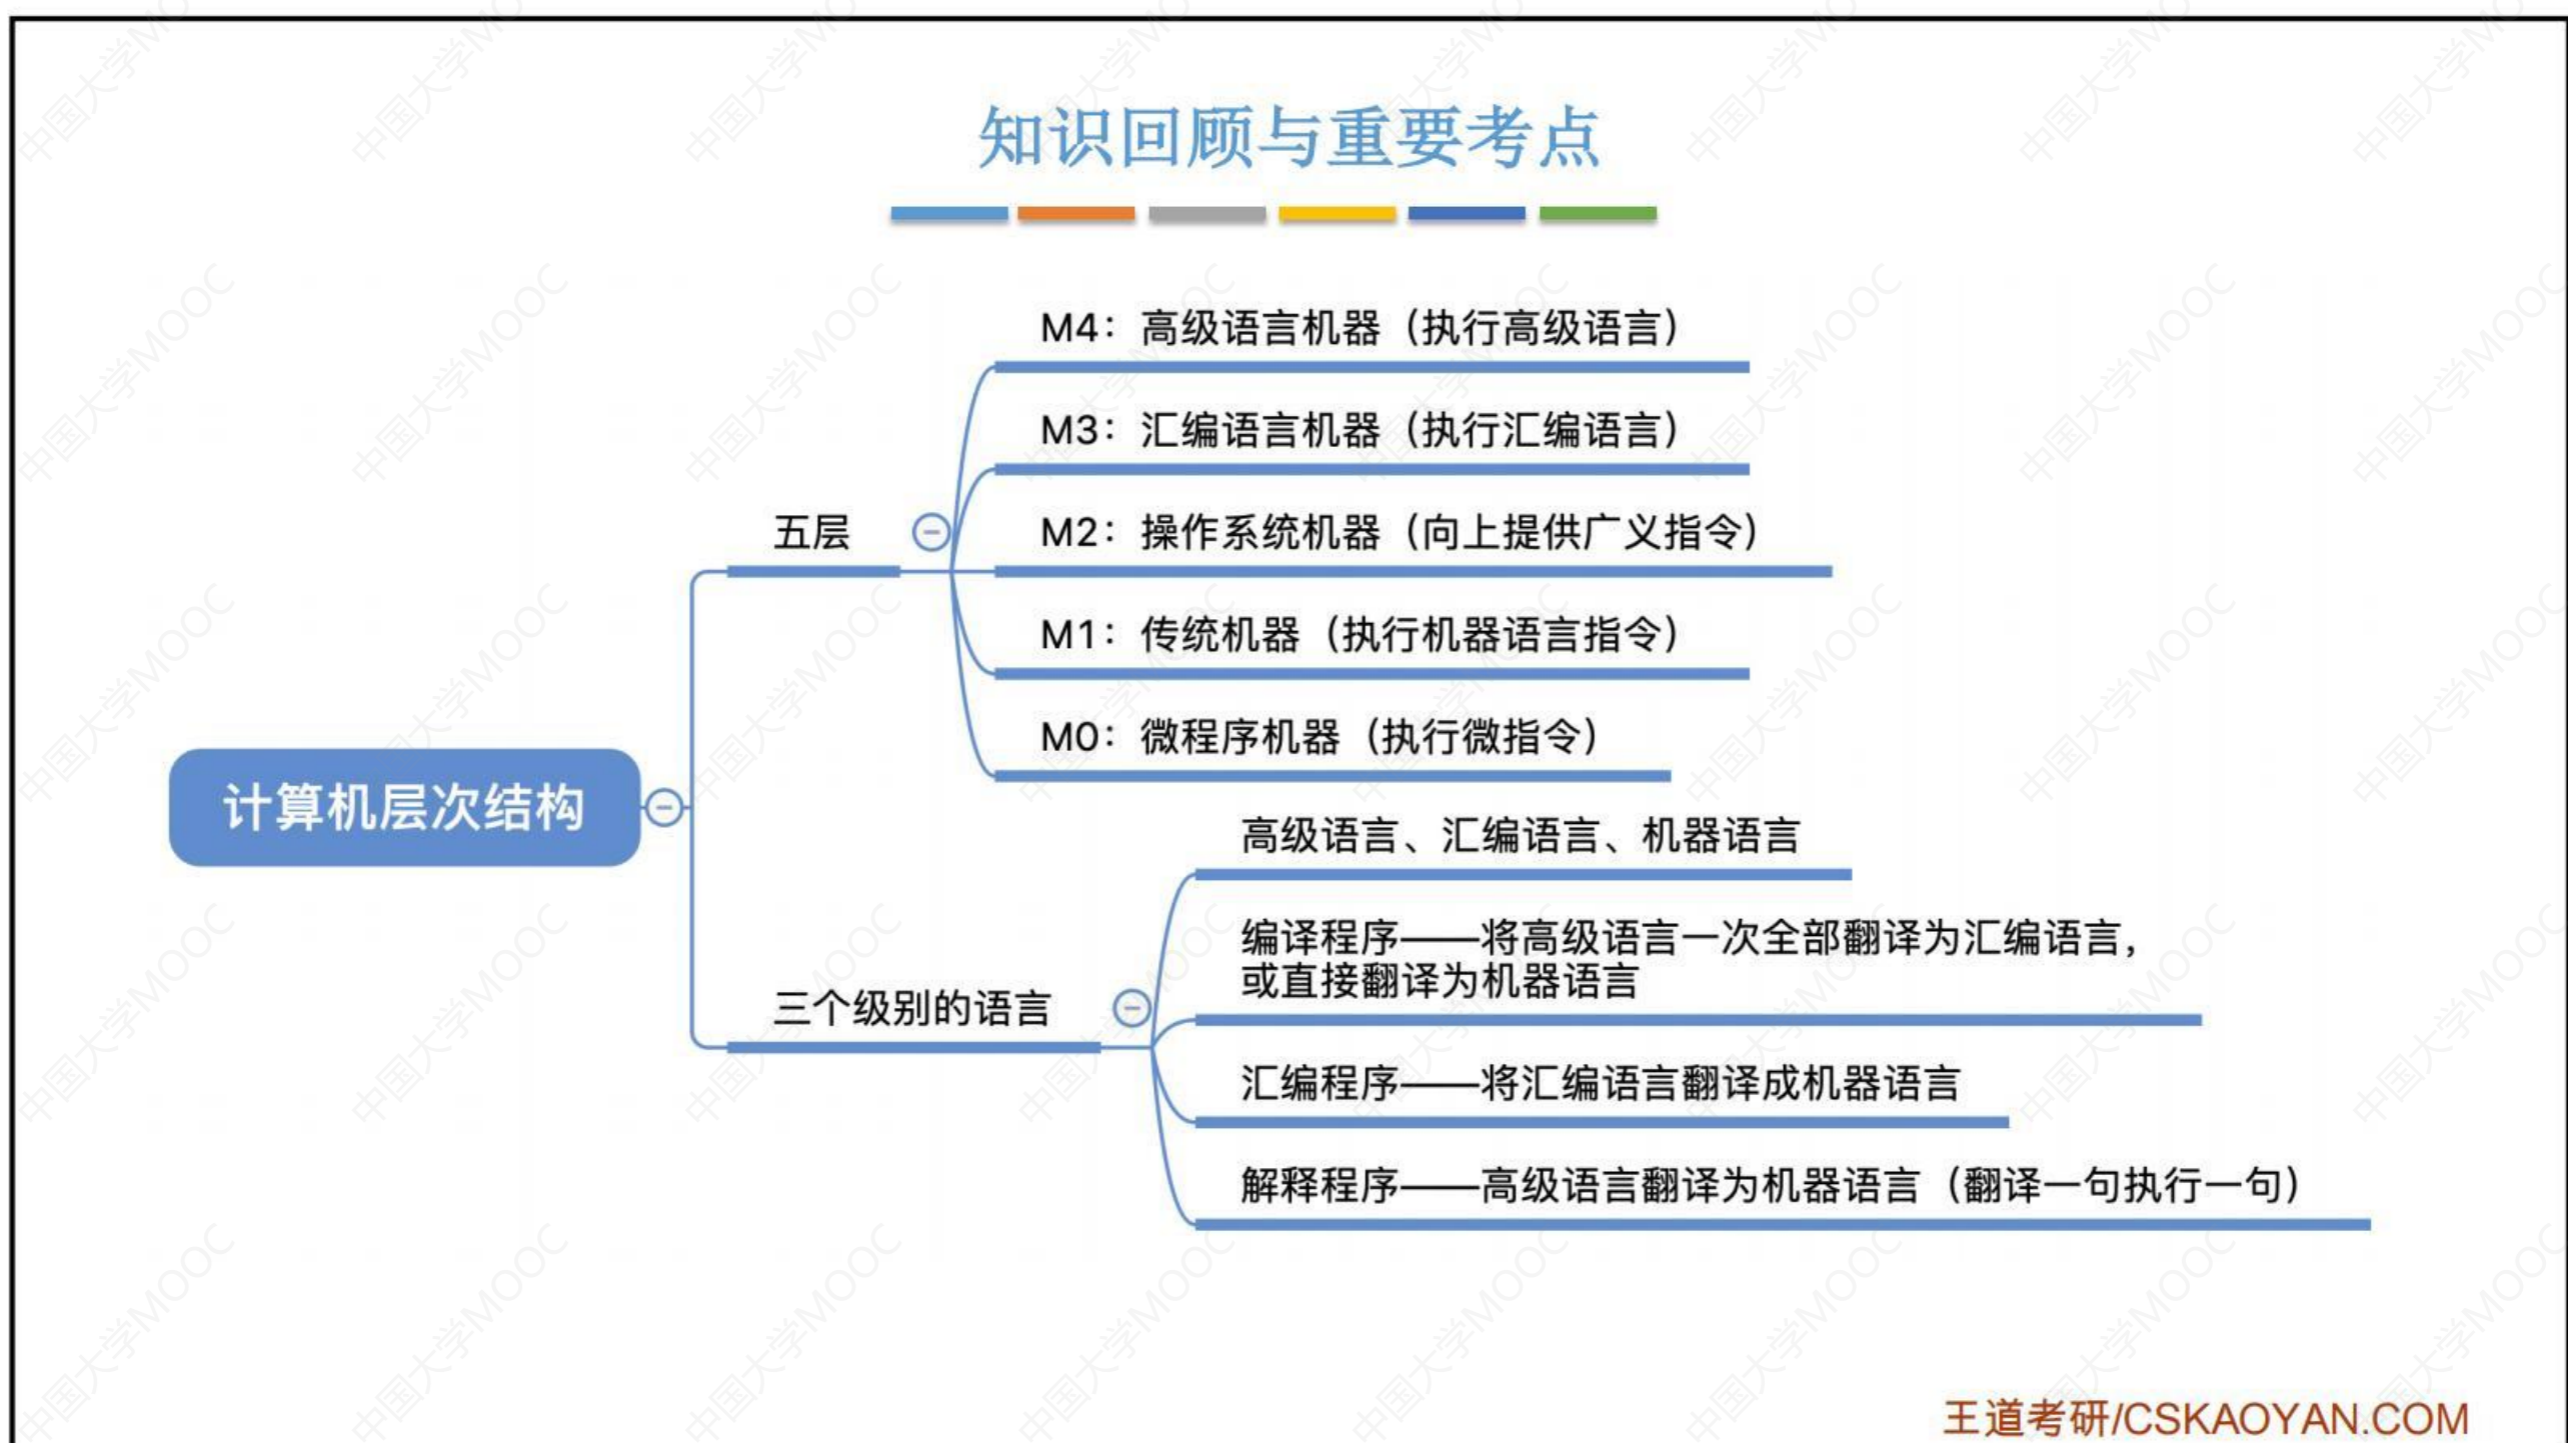 知识回顾与重要考点
M4：高级语言机器（执行高级语言）
M3：汇编语言机器（执行汇编语言）
五层
M2：操作系统机器（向上提供广义指令）
M1：传统机器（执行机器语言指令）
M0：微程序机器（执行微指令）
计算机层次结构
高级语言、汇编语言、机器语言
编译程序——将高级语言一次全部翻译为汇编语言，
或直接翻译为机器语言
三个级别的语言
汇编程序——将汇编语言翻译成机器语言
解释程序——高级语言翻译为机器语言（翻译一句执行一句）
王道考研/CSKAOYAN.COM
中国大学MOOC